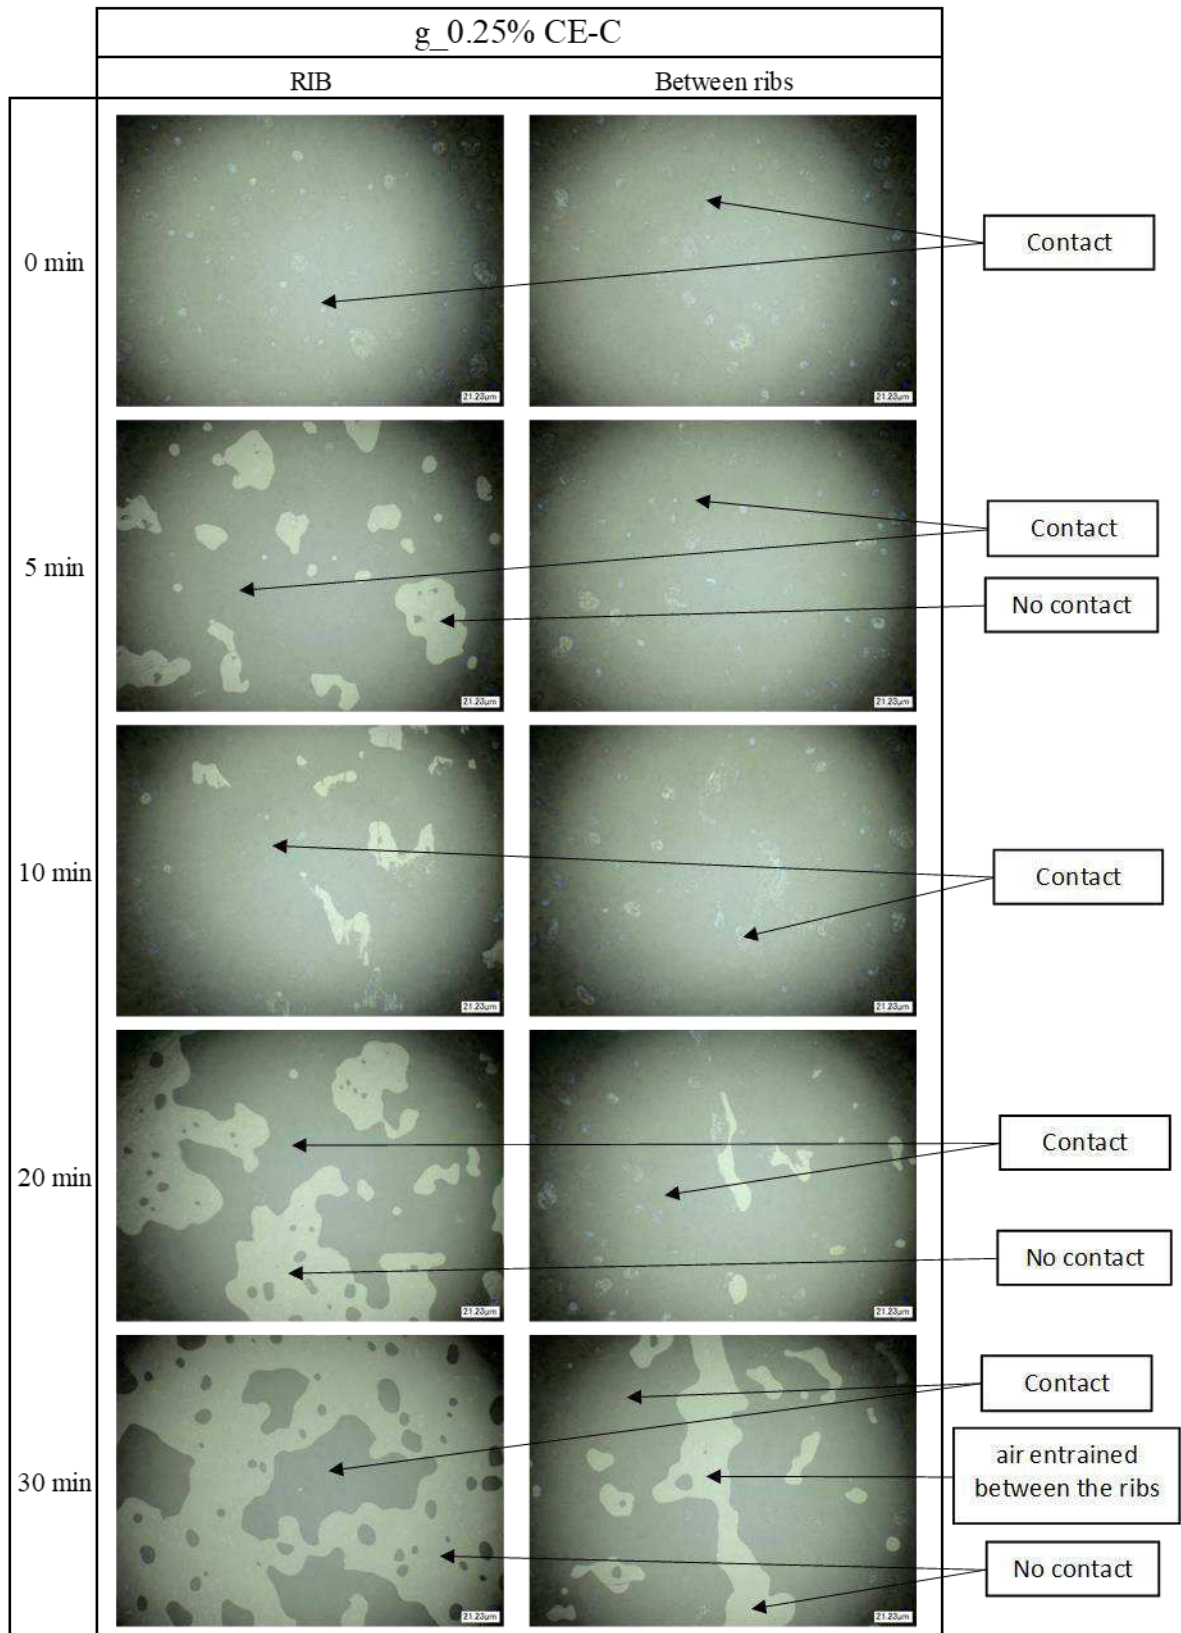 g_0.25% CE-C
RIB
Between ribs
0 min
21.23µm
21.23µm
Contact
5 min
21.23µm
21.23µm
Contact
No contact
10 min
21.23µm
21.23µm
Contact
20 min
21.23µm
21.23µm
Contact
No contact
30 min
21.23µm
21.23µm
Contact
air entrained
between the ribs
No contact